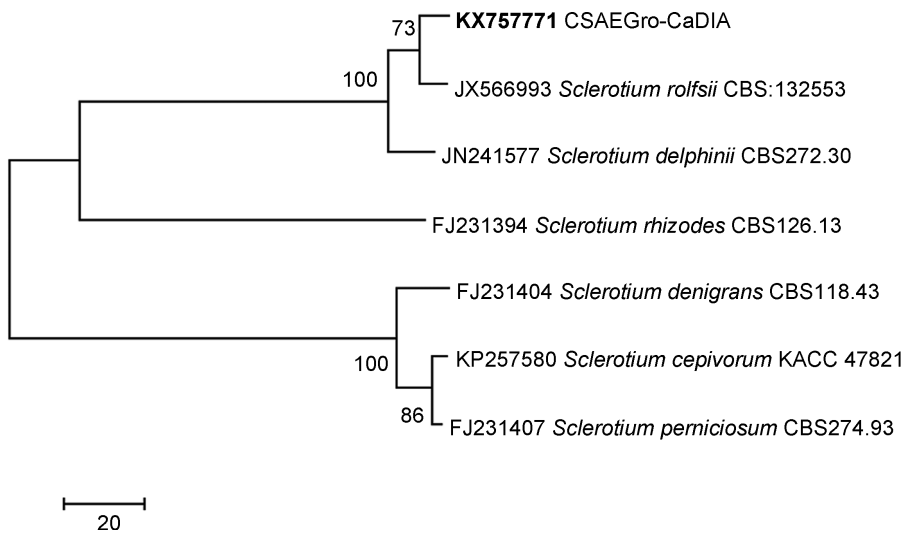 KX757771 CSAEGro-CaDIA
73
100
JX566993 Sclerotium rolfsii CBS:132553
JN241577 Sclerotium delphinii CBS272.30
FJ231394 Sclerotium rhizodes CBS126.13
FJ231404 Sclerotium denigrans CBS118.43
100
KP257580 Sclerotium cepivorum KACC 47821
86
FJ231407 Sclerotium perniciosum CBS274.93
20